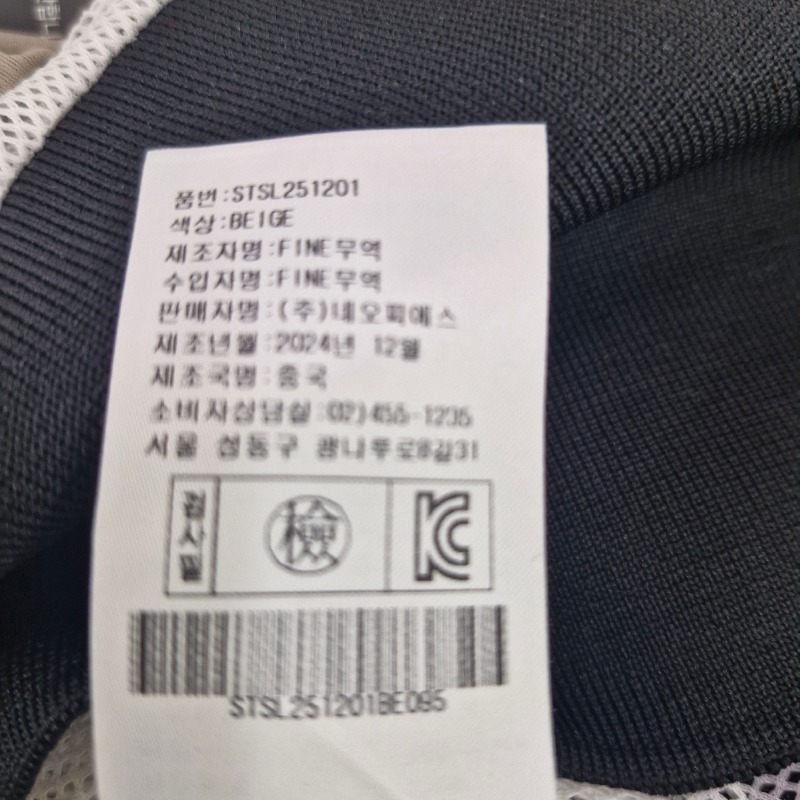 품번:STSL251201
색상:BEIGE
제조자명:FINE무역
수입자명:FINE무역
판매자명:(주)네오피에스
제조년월:2024년 12월
제조국명:중국
소비자상담실:02)455-1235
서울 성동구 광나루로8길31
검사필
檢
KC
STSL251201BE095